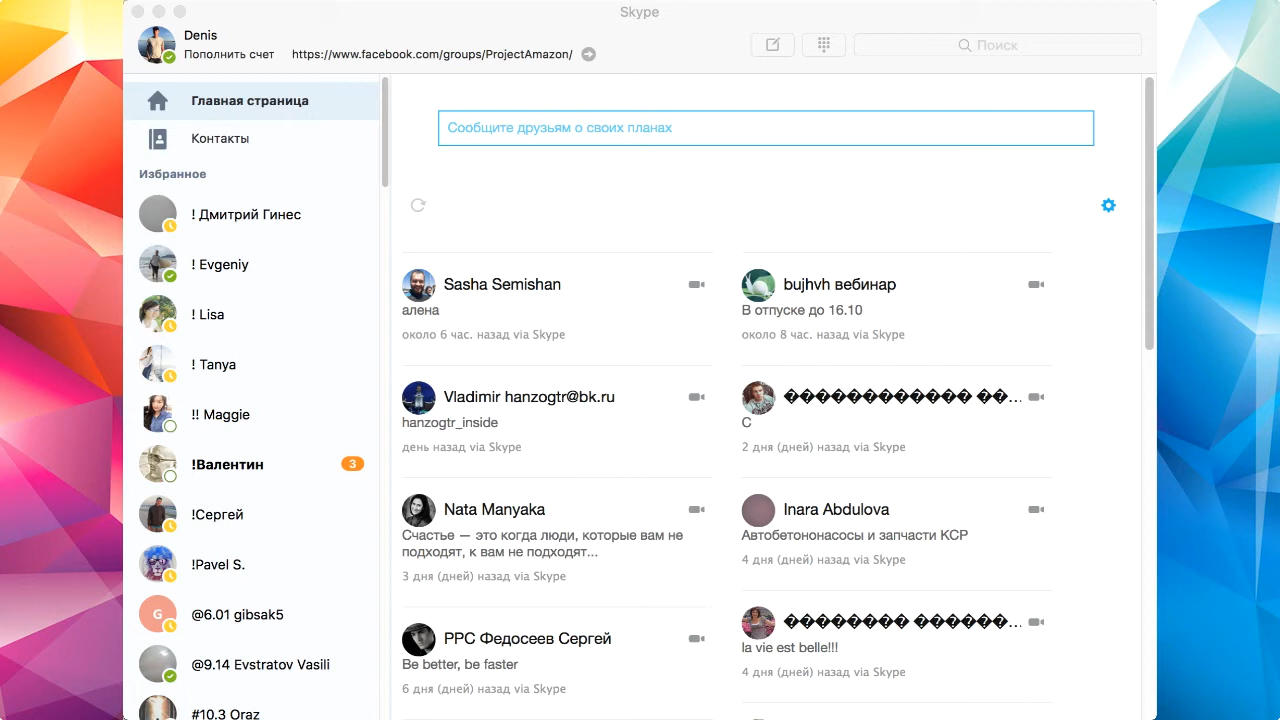 Skype
Denis
Пополнить счет https://www.facebook.com/groups/ProjectAmazon/
Поиск
Главная страница
Контакты
Избранное
! Дмитрий Гинес
! Evgeniy
! Lisa
! Tanya
!! Maggie
!Валентин 3
!Сергей
!Pavel S.
G @6.01 gibsak5
@9.14 Evstratov Vasili
#10.3 Oraz
Сообщите друзьям о своих планах
Sasha Semishan
алена
около 6 час. назад via Skype
Vladimir hanzogtr@bk.ru
hanzogtr_inside
день назад via Skype
Nata Manyaka
Счастье — это когда люди, которые вам не
подходят, к вам не подходят...
3 дня (дней) назад via Skype
PPC Федосеев Сергей
Be better, be faster
6 дня (дней) назад via Skype
bujhvh вебинар
В отпуске до 16.10
около 8 час. назад via Skype
�������������� ��...
С
2 дня (дней) назад via Skype
Inara Abdulova
Автобетононасосы и запчасти КСР
4 дня (дней) назад via Skype
�������� ������...
la vie est belle!!!
4 дня (дней) назад via Skype